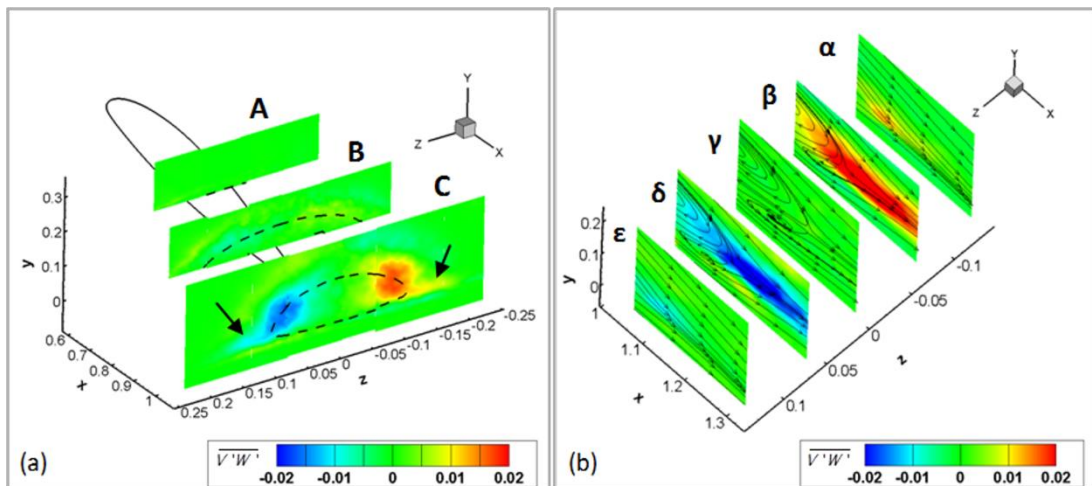 A
B
C
Y
Z
X
y
0.3
0.2
0.1
0
0.6
0.7
0.8
0.9
1
x
0.25
0.2
0.15
0.1
0.05
0
-0.05
-0.1
-0.15
-0.2
-0.25
z
(a)
V'W'
-0.02 -0.01 0 0.01 0.02
α
β
γ
δ
ε
Y
Z
X
y
0.2
0.1
0
1
1.1
1.2
1.3
x
0.1
0.05
0
-0.05
-0.1
z
(b)
V'W'
-0.02 -0.01 0 0.01 0.02